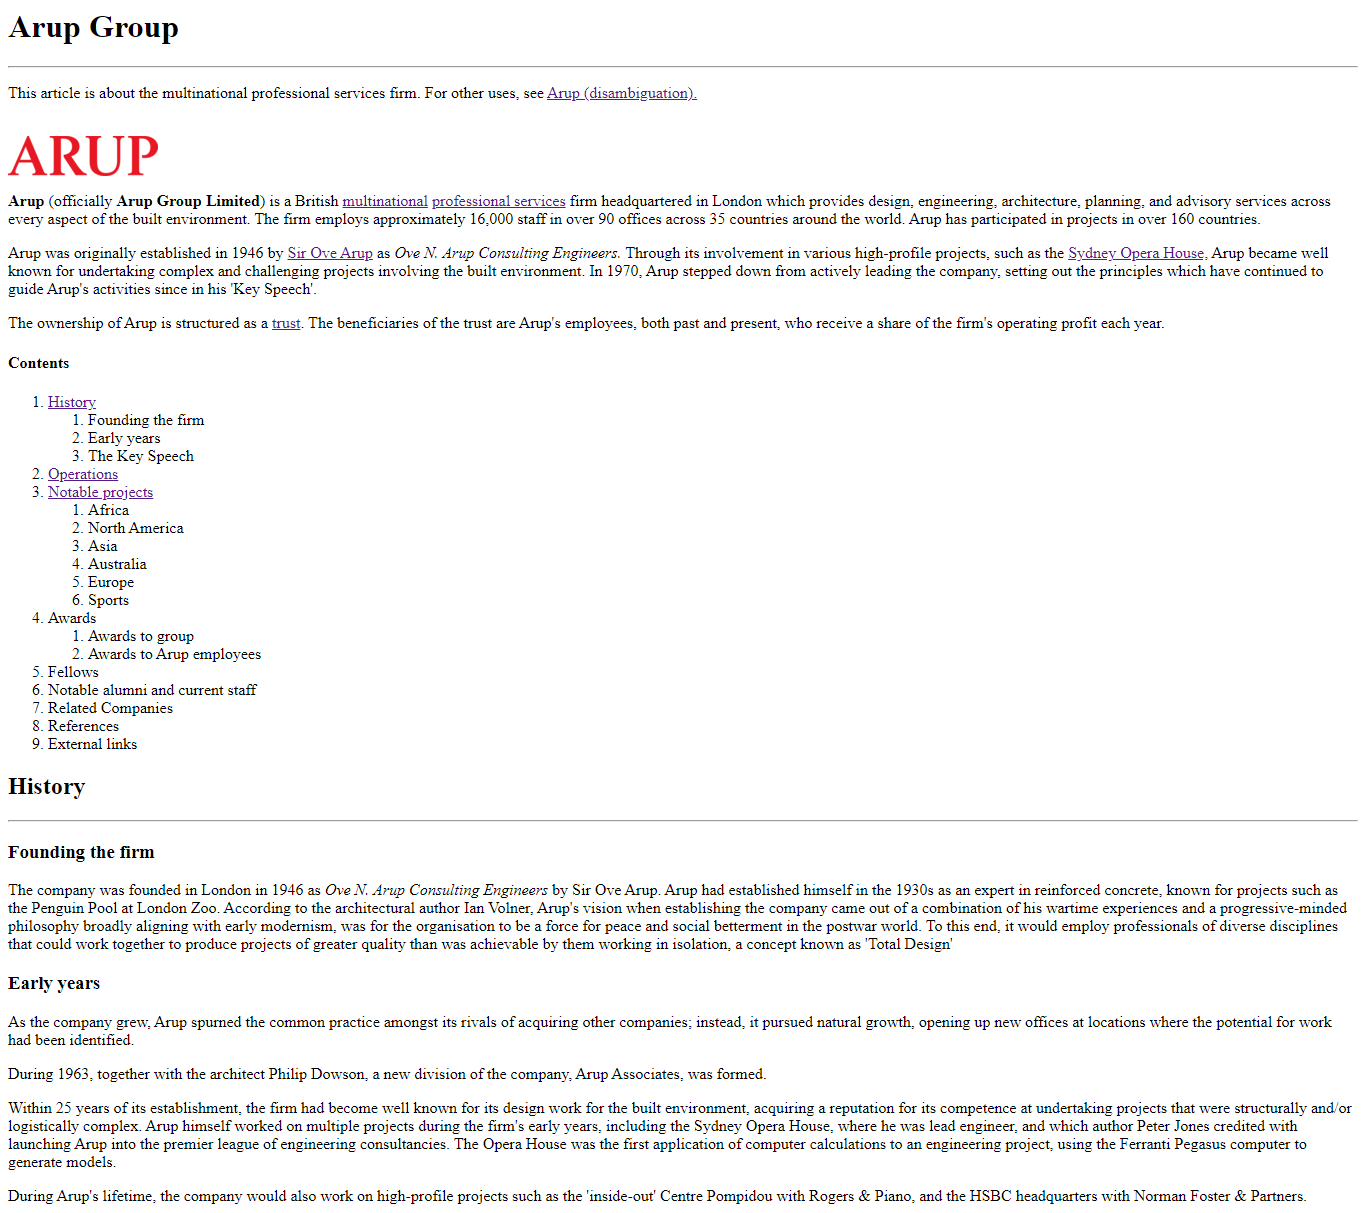 Arup Group
This article is about the multinational professional services firm. For other uses, see Arup (disambiguation).
ARUP
Arup (officially Arup Group Limited) is a British multinational professional services firm headquartered in London which provides design, engineering, architecture, planning, and advisory services across
every aspect of the built environment. The firm employs approximately 16,000 staff in over 90 offices across 35 countries around the world. Arup has participated in projects in over 160 countries.
Arup was originally established in 1946 by Sir Ove Arup as Ove N. Arup Consulting Engineers. Through its involvement in various high-profile projects, such as the Sydney Opera House, Arup became well
known for undertaking complex and challenging projects involving the built environment. In 1970, Arup stepped down from actively leading the company, setting out the principles which have continued to
guide Arup's activities since in his 'Key Speech'.
The ownership of Arup is structured as a trust. The beneficiaries of the trust are Arup's employees, both past and present, who receive a share of the firm's operating profit each year.
Contents
1. History
1. Founding the firm
2. Early years
3. The Key Speech
2. Operations
3. Notable projects
1. Africa
2. North America
3. Asia
4. Australia
5. Europe
6. Sports
4. Awards
1. Awards to group
2. Awards to Arup employees
5. Fellows
6. Notable alumni and current staff
7. Related Companies
8. References
9. External links
History
Founding the firm
The company was founded in London in 1946 as Ove N. Arup Consulting Engineers by Sir Ove Arup. Arup had established himself in the 1930s as an expert in reinforced concrete, known for projects such as
the Penguin Pool at London Zoo. According to the architectural author Ian Volner, Arup's vision when establishing the company came out of a combination of his wartime experiences and a progressive-minded
philosophy broadly aligning with early modernism, was for the organisation to be a force for peace and social betterment in the postwar world. To this end, it would employ professionals of diverse disciplines
that could work together to produce projects of greater quality than was achievable by them working in isolation, a concept known as 'Total Design'
Early years
As the company grew, Arup spurned the common practice amongst its rivals of acquiring other companies; instead, it pursued natural growth, opening up new offices at locations where the potential for work
had been identified.
During 1963, together with the architect Philip Dowson, a new division of the company, Arup Associates, was formed.
Within 25 years of its establishment, the firm had become well known for its design work for the built environment, acquiring a reputation for its competence at undertaking projects that were structurally and/or
logistically complex. Arup himself worked on multiple projects during the firm's early years, including the Sydney Opera House, where he was lead engineer, and which author Peter Jones credited with
launching Arup into the premier league of engineering consultancies. The Opera House was the first application of computer calculations to an engineering project, using the Ferranti Pegasus computer to
generate models.
During Arup's lifetime, the company would also work on high-profile projects such as the 'inside-out' Centre Pompidou with Rogers & Piano, and the HSBC headquarters with Norman Foster & Partners.